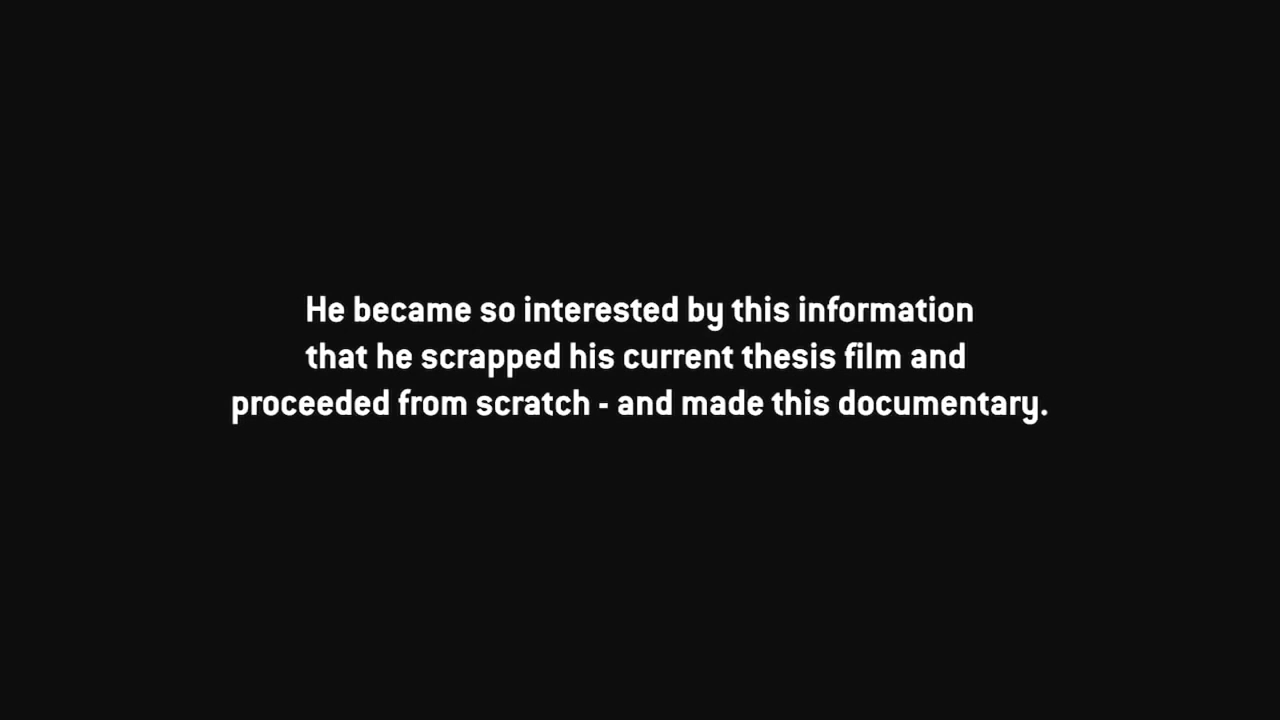 He became so interested by this information
that he scrapped his current thesis film and
proceeded from scratch - and made this documentary.